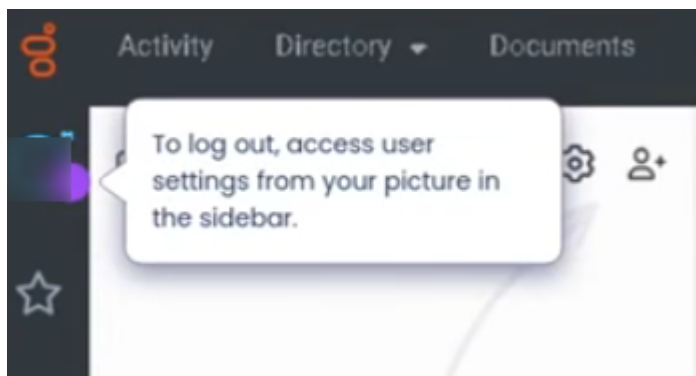 Activity Directory Documents
To log out, access user
settings from your picture in
the sidebar.